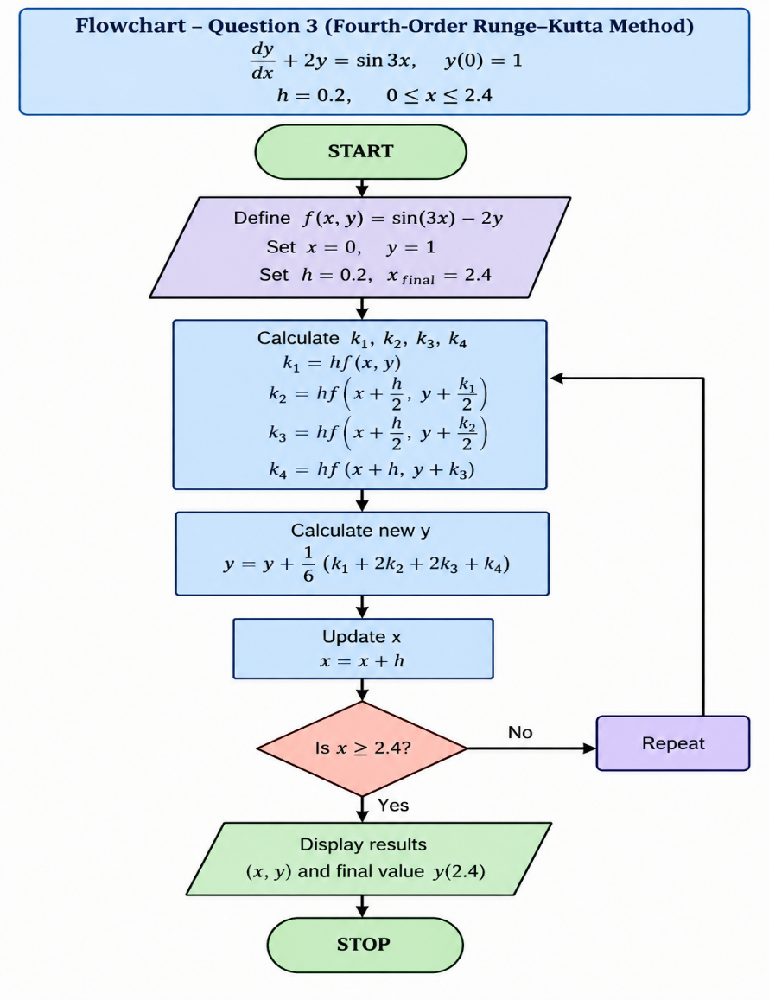 Flowchart – Question 3 (Fourth-Order Runge–Kutta Method)
dy/dx + 2y = sin 3x, y(0) = 1
h = 0.2, 0 ≤ x ≤ 2.4
START
Define f(x, y) = sin(3x) − 2y
Set x = 0, y = 1
Set h = 0.2, x_final = 2.4
Calculate k₁, k₂, k₃, k₄
k₁ = hf(x, y)
k₂ = hf(x + h/2, y + k₁/2)
k₃ = hf(x + h/2, y + k₂/2)
k₄ = hf(x + h, y + k₃)
Calculate new y
y = y + 1/6 (k₁ + 2k₂ + 2k₃ + k₄)
Update x
x = x + h
Is x ≥ 2.4?
No
Repeat
Yes
Display results
(x, y) and final value y(2.4)
STOP